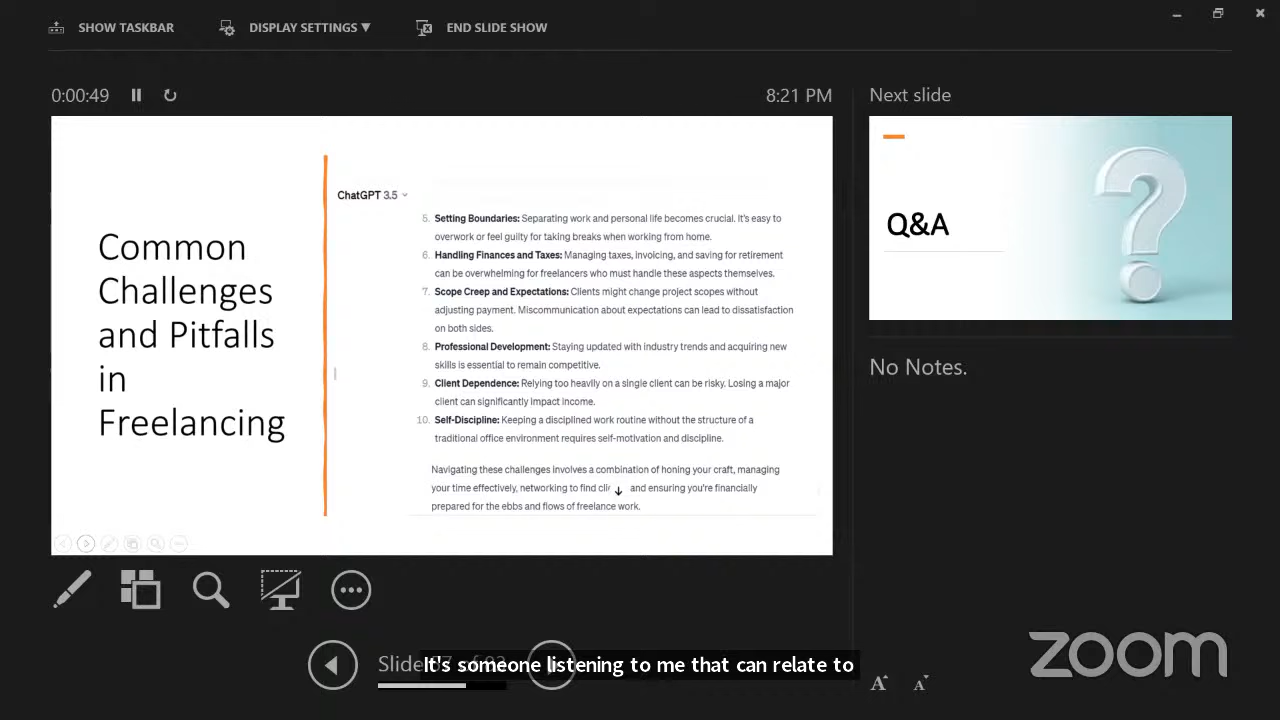 SHOW TASKBAR
DISPLAY SETTINGS ▼
END SLIDE SHOW
0:00:49
8:21 PM
Next slide
Common
Challenges
and Pitfalls
in
Freelancing
ChatGPT 3.5
5. Setting Boundaries: Separating work and personal life becomes crucial. It's easy to
overwork or feel guilty for taking breaks when working from home.
6. Handling Finances and Taxes: Managing taxes, invoicing, and saving for retirement
can be overwhelming for freelancers who must handle these aspects themselves.
7. Scope Creep and Expectations: Clients might change project scopes without
adjusting payment. Miscommunication about expectations can lead to dissatisfaction
on both sides.
8. Professional Development: Staying updated with industry trends and acquiring new
skills is essential to remain competitive.
9. Client Dependence: Relying too heavily on a single client can be risky. Losing a major
client can significantly impact income.
10. Self-Discipline: Keeping a disciplined work routine without the structure of a
traditional office environment requires self-motivation and discipline.
Navigating these challenges involves a combination of honing your craft, managing
your time effectively, networking to find and ensuring you're financially
prepared for the ebbs and flows of freelance work.
Q&A
No Notes.
Slide
It's someone listening to me that can relate to
zoom
A A